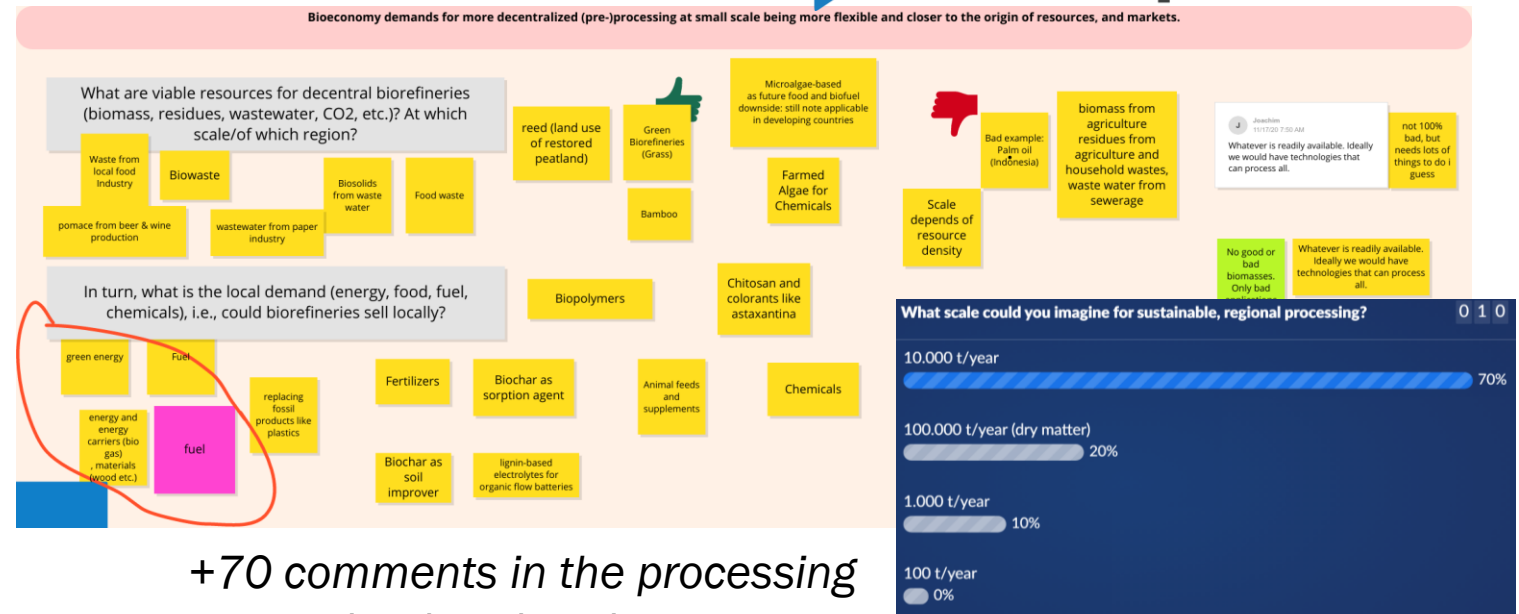 Bioeconomy demands for more decentralized (pre-)processing at small scale being more flexible and closer to the origin of resources, and markets.
What are viable resources for decentral biorefineries
(biomass, residues, wastewater, CO2, etc.)? At which
scale/of which region?
Waste from
local food
Industry
Biowaste
Biosolids
from waste
water
Food waste
pomace from beer & wine
production
wastewater from paper
industry
reed (land use
of restored
peatland)
Green
Biorefineries
(Grass)
Bamboo
Microalgae-based
as future food and biofuel
downside: still note applicable
in developing countries
Farmed
Algae for
Chemicals
Bad example:
Palm oil
(Indonesia)
Scale
depends of
resource
density
biomass from
agriculture
residues from
agriculture and
household wastes,
waste water from
sewerage
J
Joachim
11/17/20 7:50 AM
Whatever is readily available. Ideally
we would have technologies that
can process all.
not 100%
bad, but
needs lots of
things to do i
guess
No good or
bad
biomasses.
Only bad
Whatever is readily available.
Ideally we would have
technologies that can process
all.
In turn, what is the local demand (energy, food, fuel,
chemicals), i.e., could biorefineries sell locally?
Biopolymers
Chitosan and
colorants like
astaxantina
green energy
Fuel
energy and
energy
carriers (bio
gas)
, materials
(wood etc.)
fuel
replacing
fossil
products like
plastics
Fertilizers
Biochar as
sorption agent
Animal feeds
and
supplements
Chemicals
Biochar as
soil
improver
lignin-based
electrolytes for
organic flow batteries
What scale could you imagine for sustainable, regional processing?
0 1 0
10.000 t/year
70%
100.000 t/year (dry matter)
20%
1.000 t/year
10%
100 t/year
0%
+70 comments in the processing